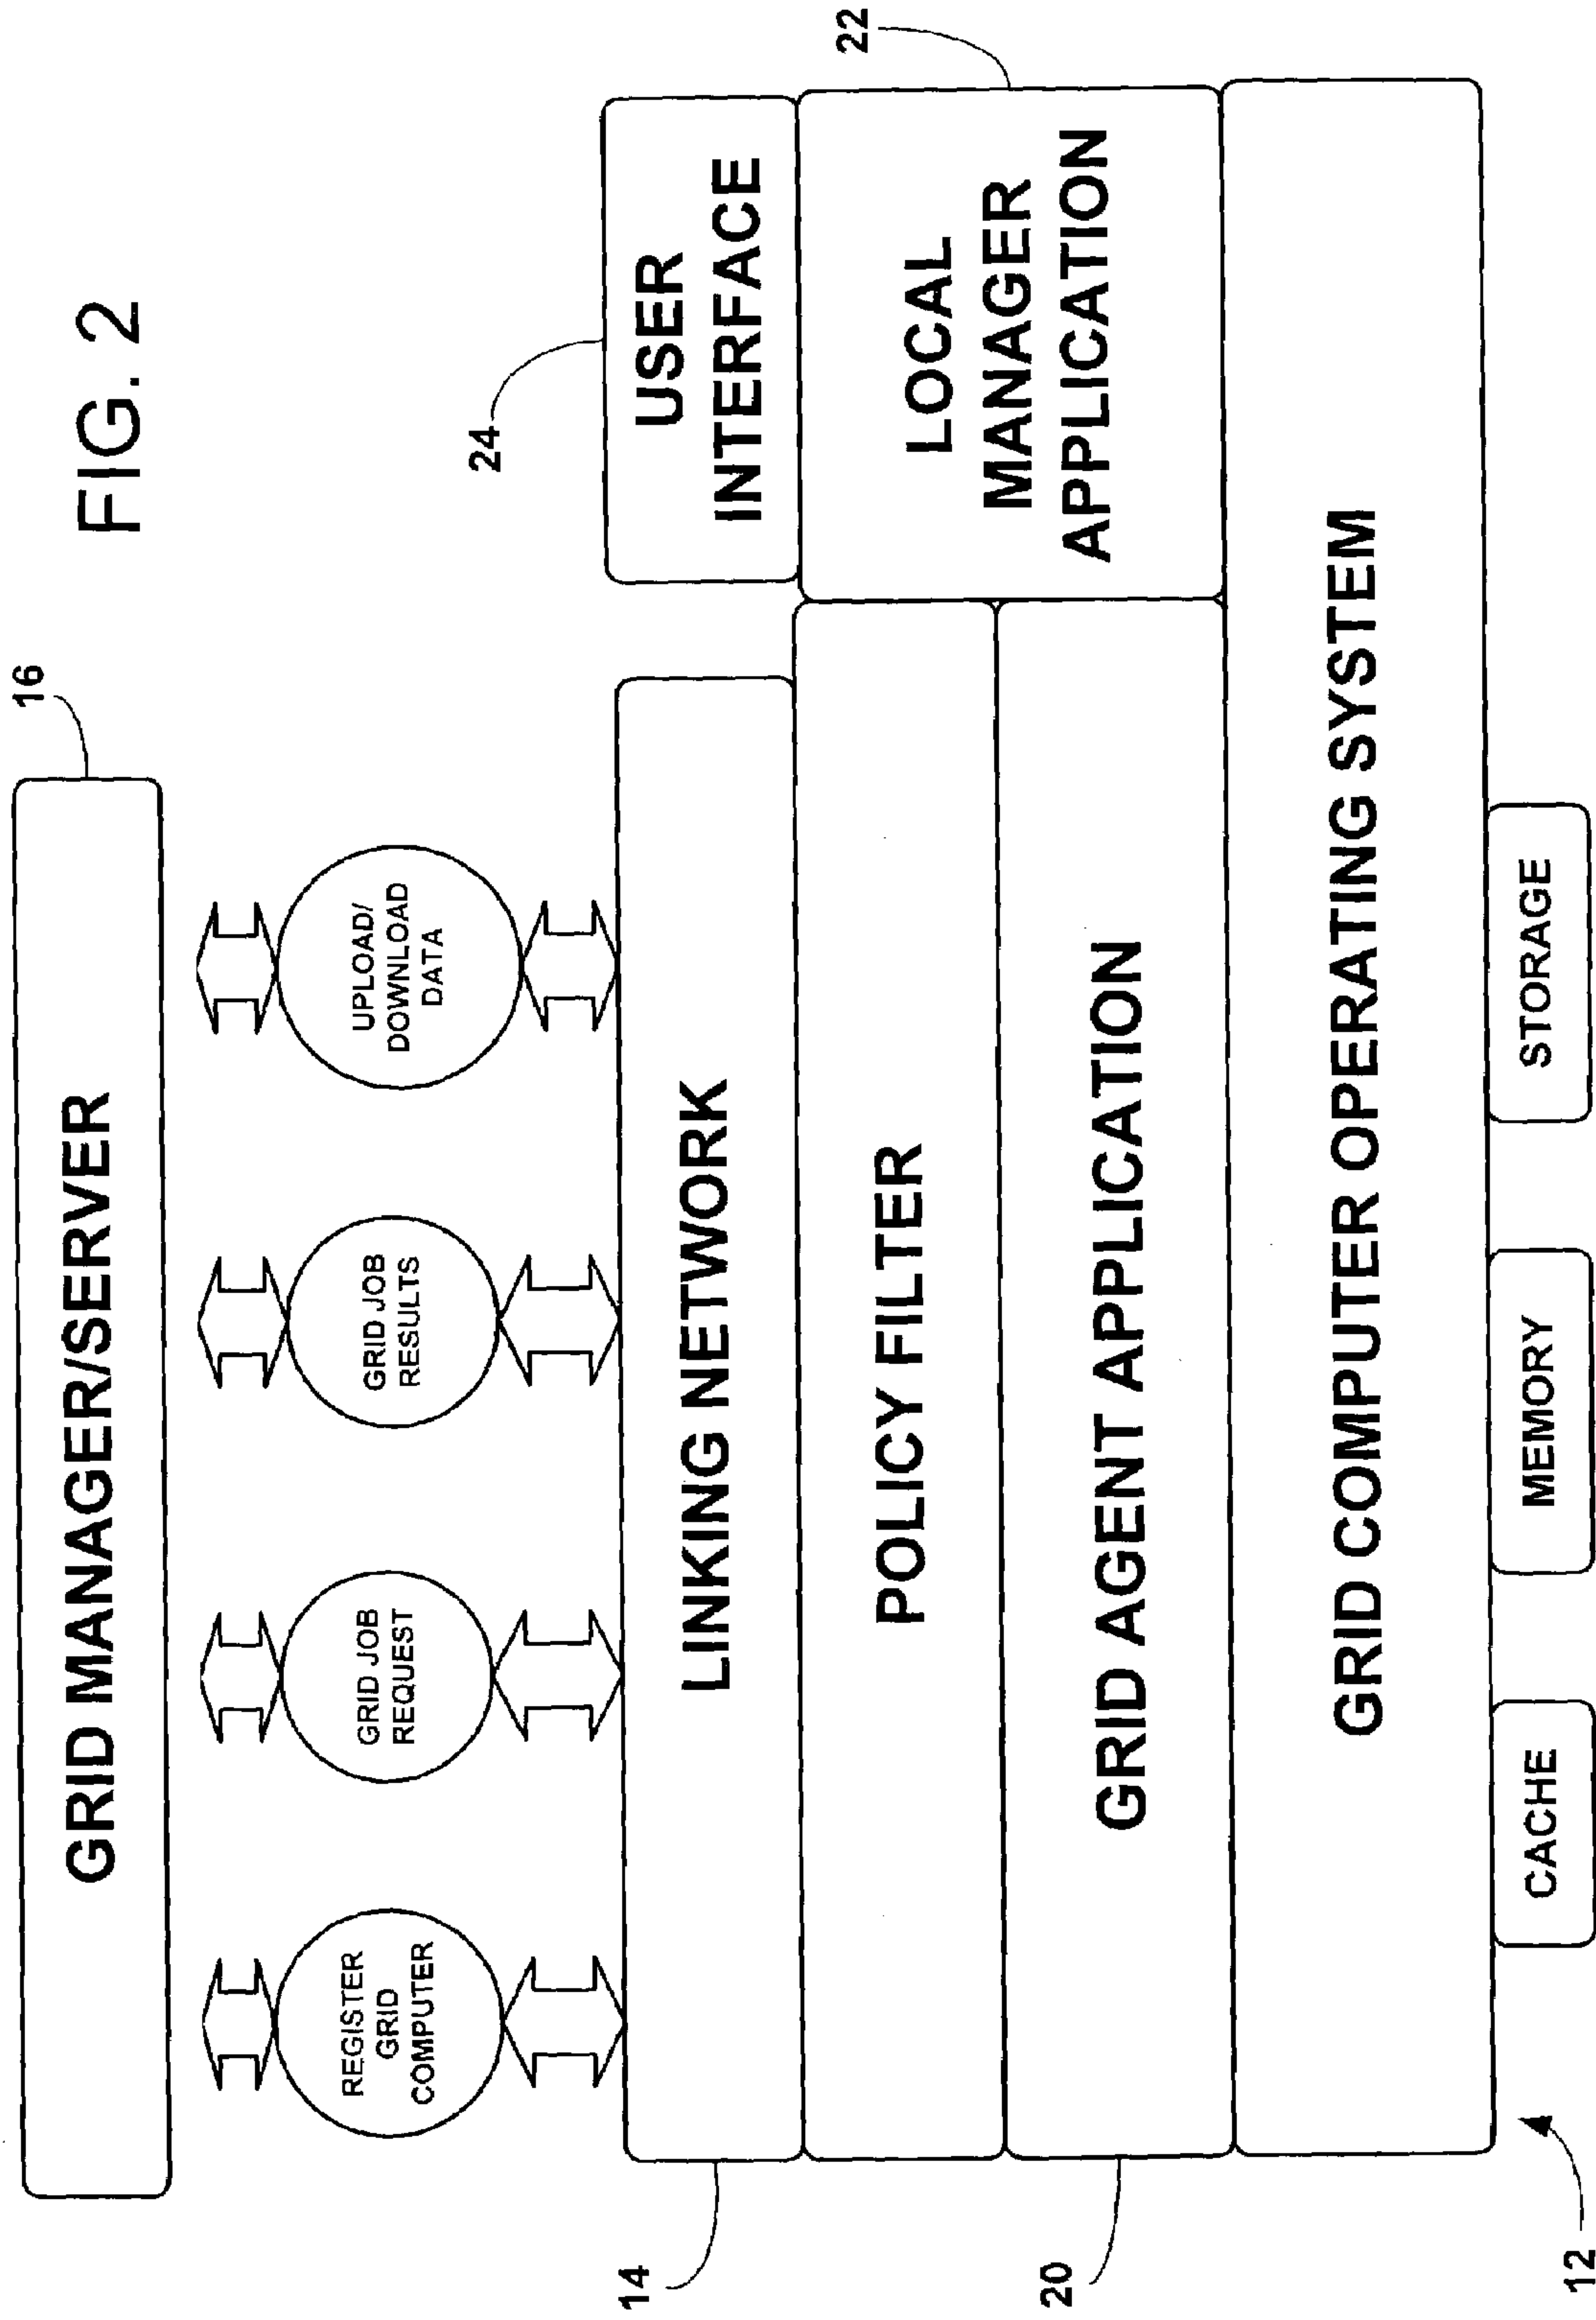 FIG. 2
16
GRID MANAGER/SERVER
REGISTER
GRID
COMPUTER
GRID JOB
REQUEST
GRID JOB
RESULTS
UPLOAD/
DOWNLOAD
DATA
24
USER
INTERFACE
14
LINKING NETWORK
22
LOCAL
MANAGER
APPLICATION
POLICY FILTER
20
GRID AGENT APPLICATION
GRID COMPUTER OPERATING SYSTEM
12
CACHE
MEMORY
STORAGE